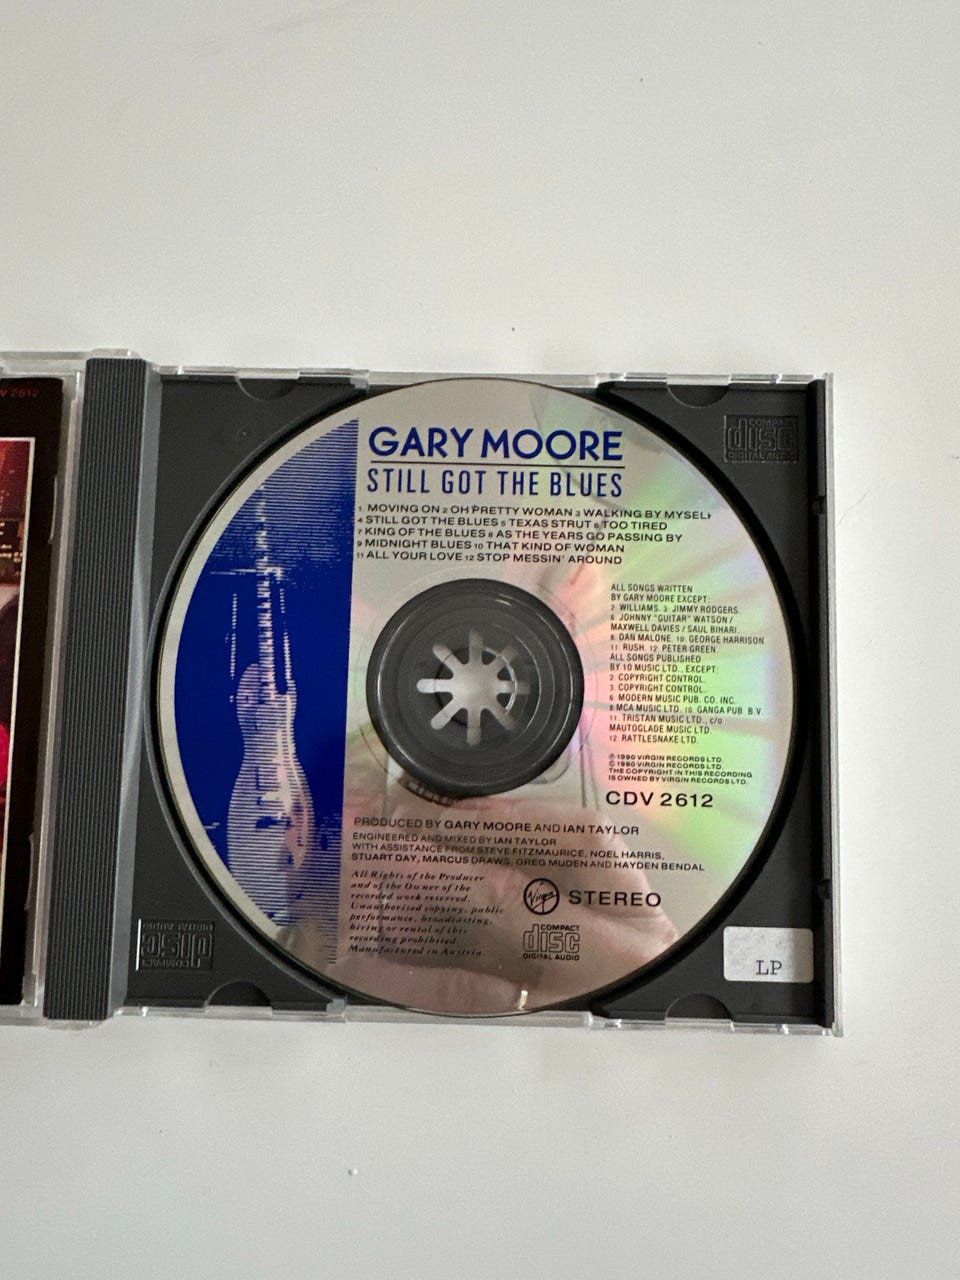 V 2612
GARY MOORE
STILL GOT THE BLUES
1. MOVING ON 2 OH PRETTY WOMAN 3 WALKING BY MYSELF
4 STILL GOT THE BLUES 5 TEXAS STRUT 6 TOO TIRED
7 KING OF THE BLUES 8 AS THE YEARS GO PASSING BY
9 MIDNIGHT BLUES 10 THAT KIND OF WOMAN
11 ALL YOUR LOVE 12 STOP MESSIN' AROUND
ALL SONGS WRITTEN
BY GARY MOORE EXCEPT:
2. WILLIAMS. 3. JIMMY RODGERS.
6. JOHNNY "GUITAR" WATSON /
MAXWELL DAVIES / SAUL BIHARI.
8. DAN MALONE. 10: GEORGE HARRISON
11. RUSH. 12. PETER GREEN.
ALL SONGS PUBLISHED
BY 10 MUSIC LTD., EXCEPT:
2. COPYRIGHT CONTROL.
3. COPYRIGHT CONTROL.
6 MODERN MUSIC PUB. CO. INC.
8 MCA MUSIC LTD. 10. GANGA PUB. B.V.
11. TRISTAN MUSIC LTD., c/o
MAUTOGLADE MUSIC LTD.
12. RATTLESNAKE LTD.
℗ 1990 VIRGIN RECORDS LTD.
© 1990 VIRGIN RECORDS LTD.
THE COPYRIGHT IN THIS RECORDING
IS OWNED BY VIRGIN RECORDS LTD.
CDV 2612
PRODUCED BY GARY MOORE AND IAN TAYLOR
ENGINEERED AND MIXED BY IAN TAYLOR
WITH ASSISTANCE FROM STEVE FITZMAURICE, NOEL HARRIS,
STUART DAY, MARCUS DRAWS, GREG MUDEN AND HAYDEN BENDAL
All Rights of the Producer
and of the Owner of the
recorded work reserved.
Unauthorised copying, public
performance, broadcasting,
hiring or rental of this
recording prohibited.
Manufactured in Austria.
Virgin STEREO
COMPACT
disc
DIGITAL AUDIO
COMPACT
disc
DIGITAL AUDIO
COMPACT
disc
DIGITAL AUDIO
LP